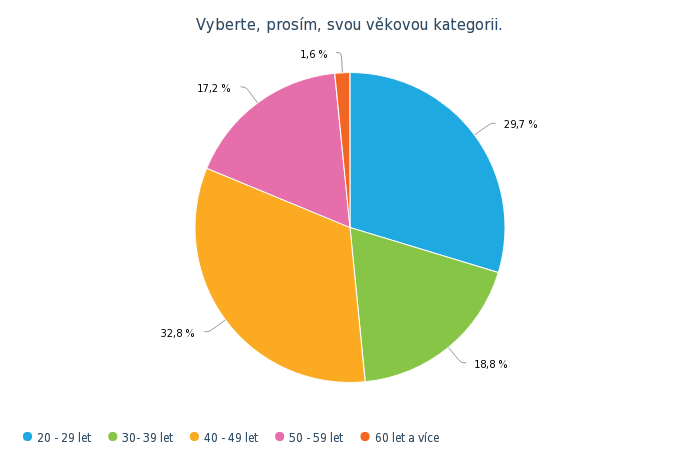 Vyberte, prosím, svou věkovou kategorii.
1,6 %
17,2 %
29,7 %
32,8 %
18,8 %
20 - 29 let 30- 39 let 40 - 49 let 50 - 59 let 60 let a více